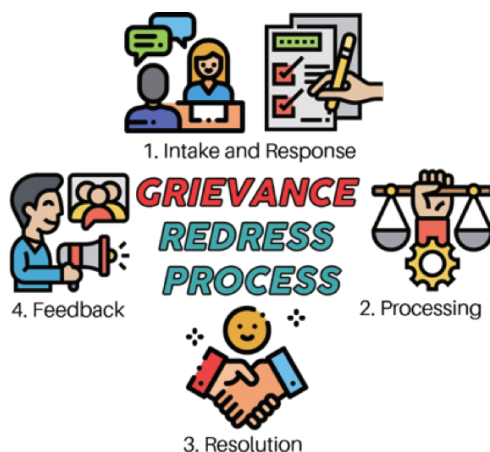 1. Intake and Response
GRIEVANCE
REDRESS
PROCESS
2. Processing
3. Resolution
4. Feedback